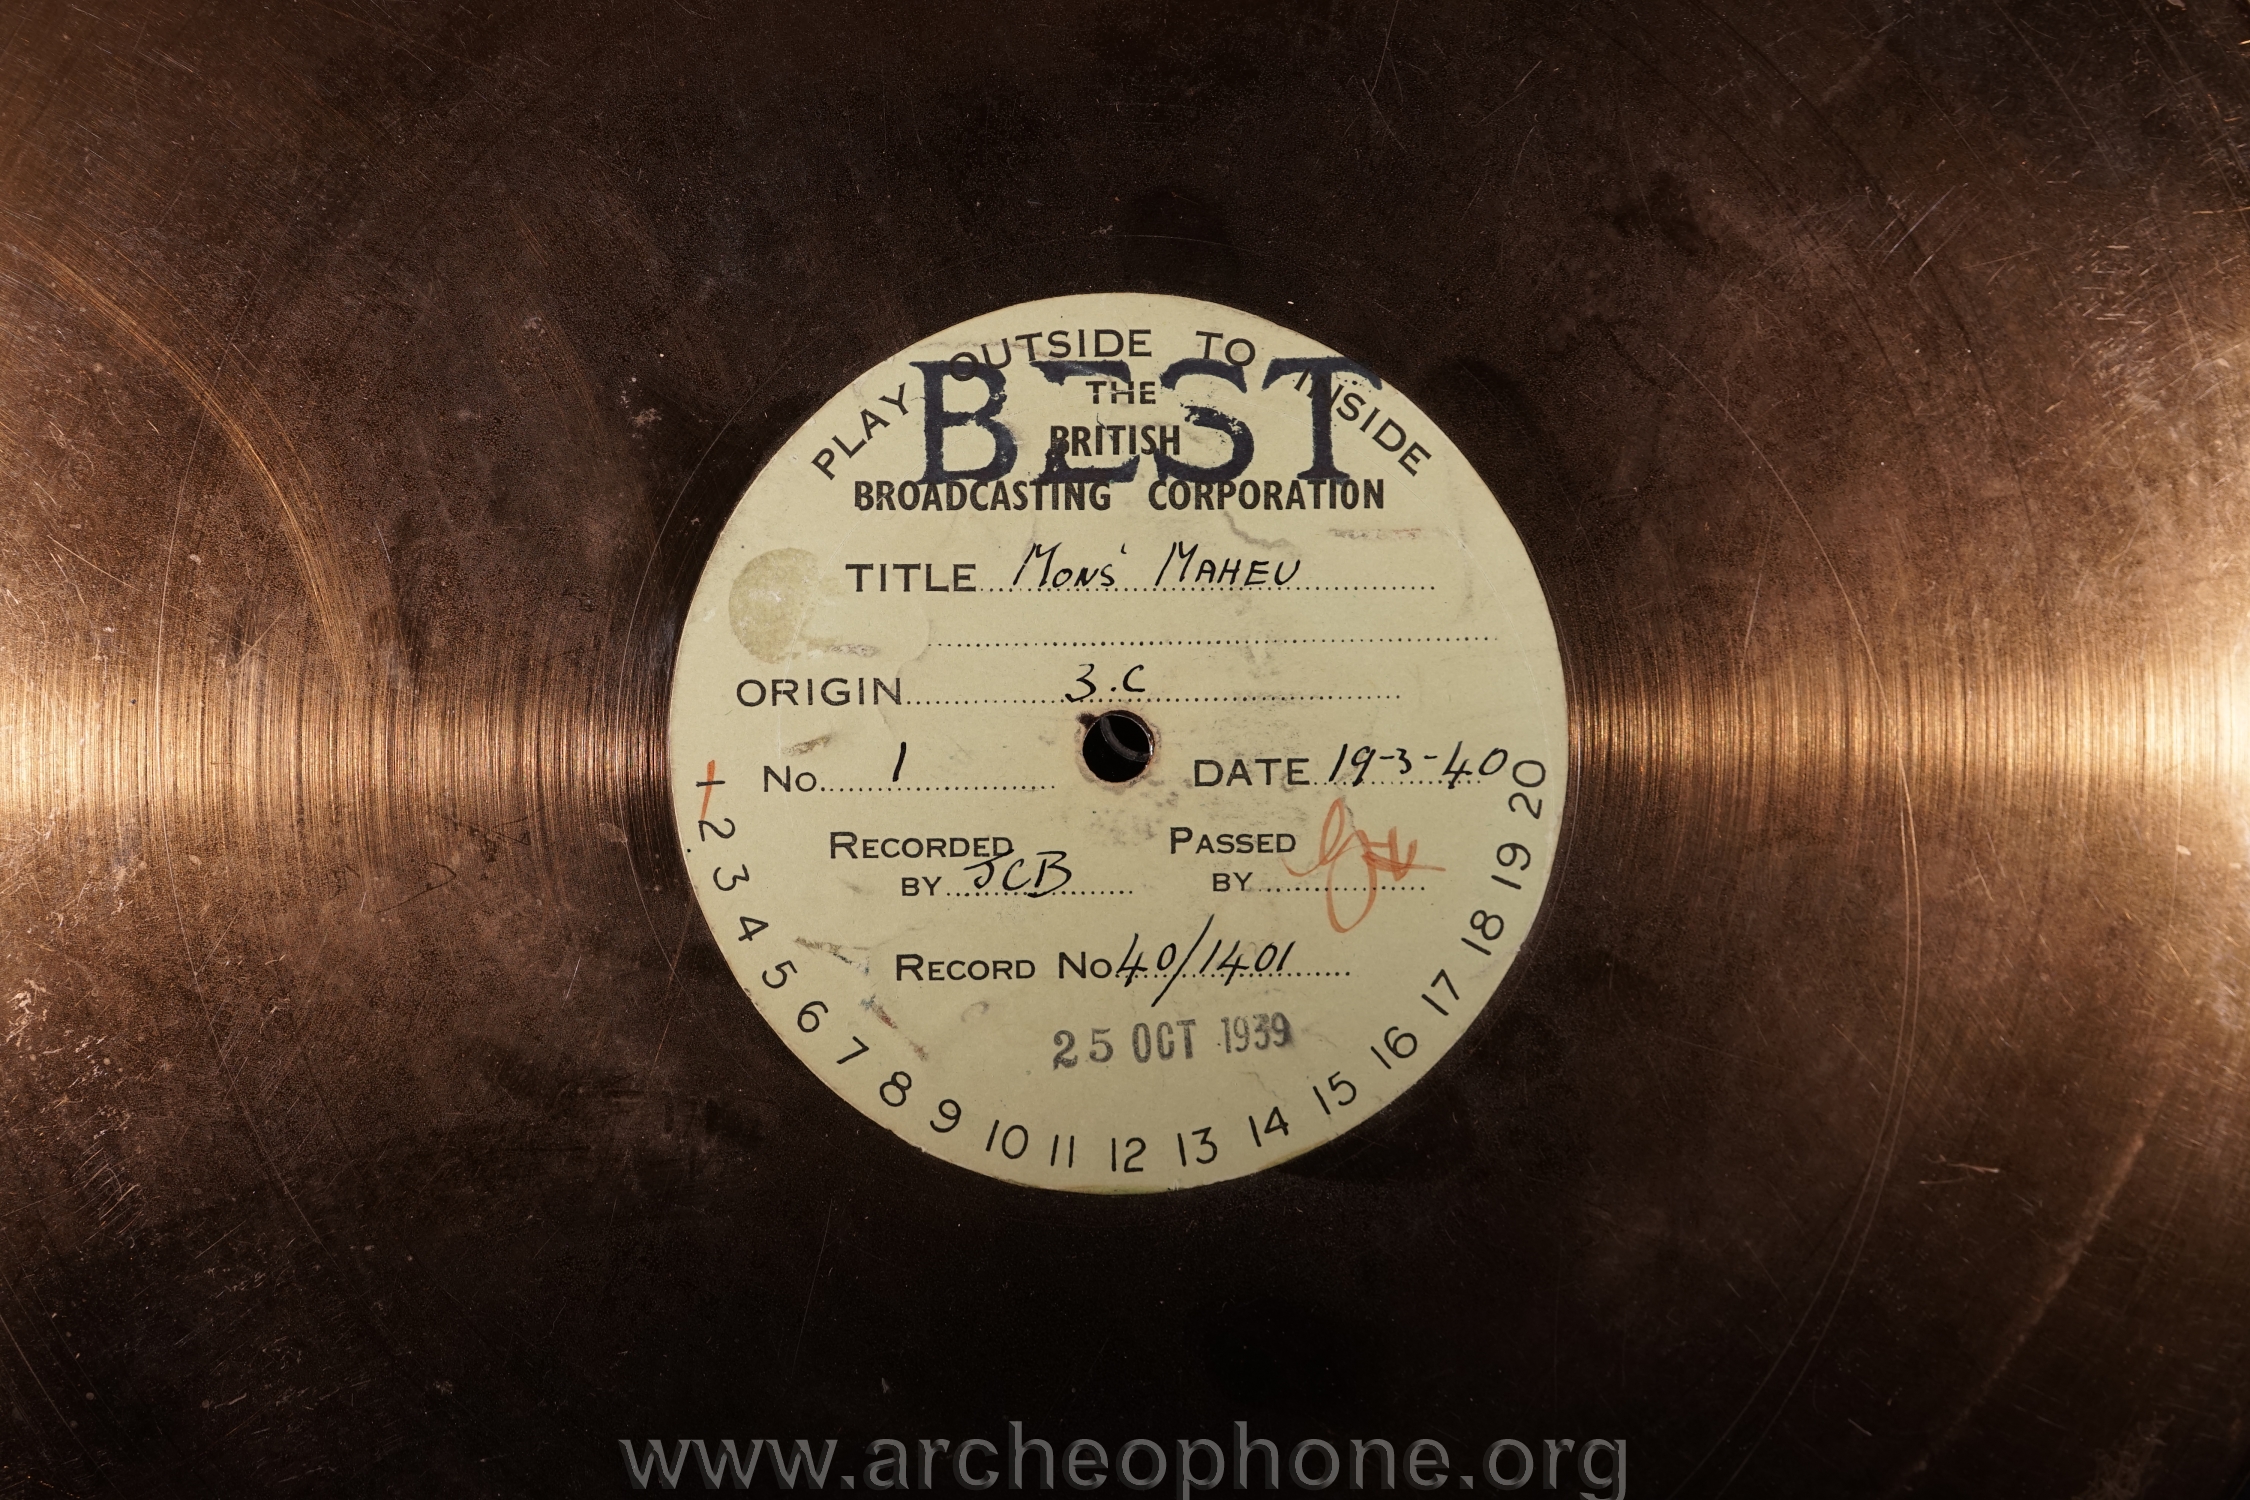 PLAY OUTSIDE TO INSIDE
BEST
THE
BRITISH
BROADCASTING CORPORATION
TITLE Mons' MAHEU
ORIGIN 3.C
No. 1 DATE 19-3-40
RECORDED BY JCB
PASSED BY
RECORD No 40/1401
25 OCT 1939
1 2 3 4 5 6 7 8 9 10 11 12 13 14 15 16 17 18 19 20
www.archeophone.org